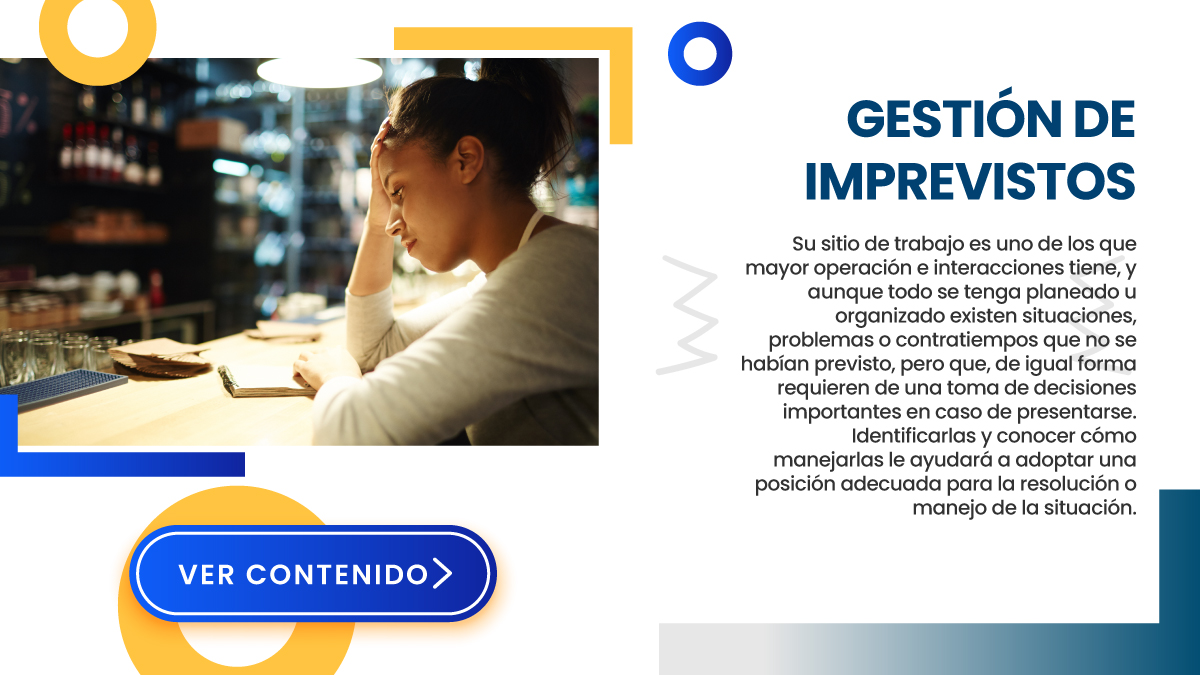 GESTIÓN DE
IMPREVISTOS
Su sitio de trabajo es uno de los que
mayor operación e interacciones tiene, y
aunque todo se tenga planeado u
organizado existen situaciones,
problemas o contratiempos que no se
habían previsto, pero que, de igual forma
requieren de una toma de decisiones
importantes en caso de presentarse.
Identificarlas y conocer cómo
manejarlas le ayudará a adoptar una
posición adecuada para la resolución o
manejo de la situación.
VER CONTENIDO